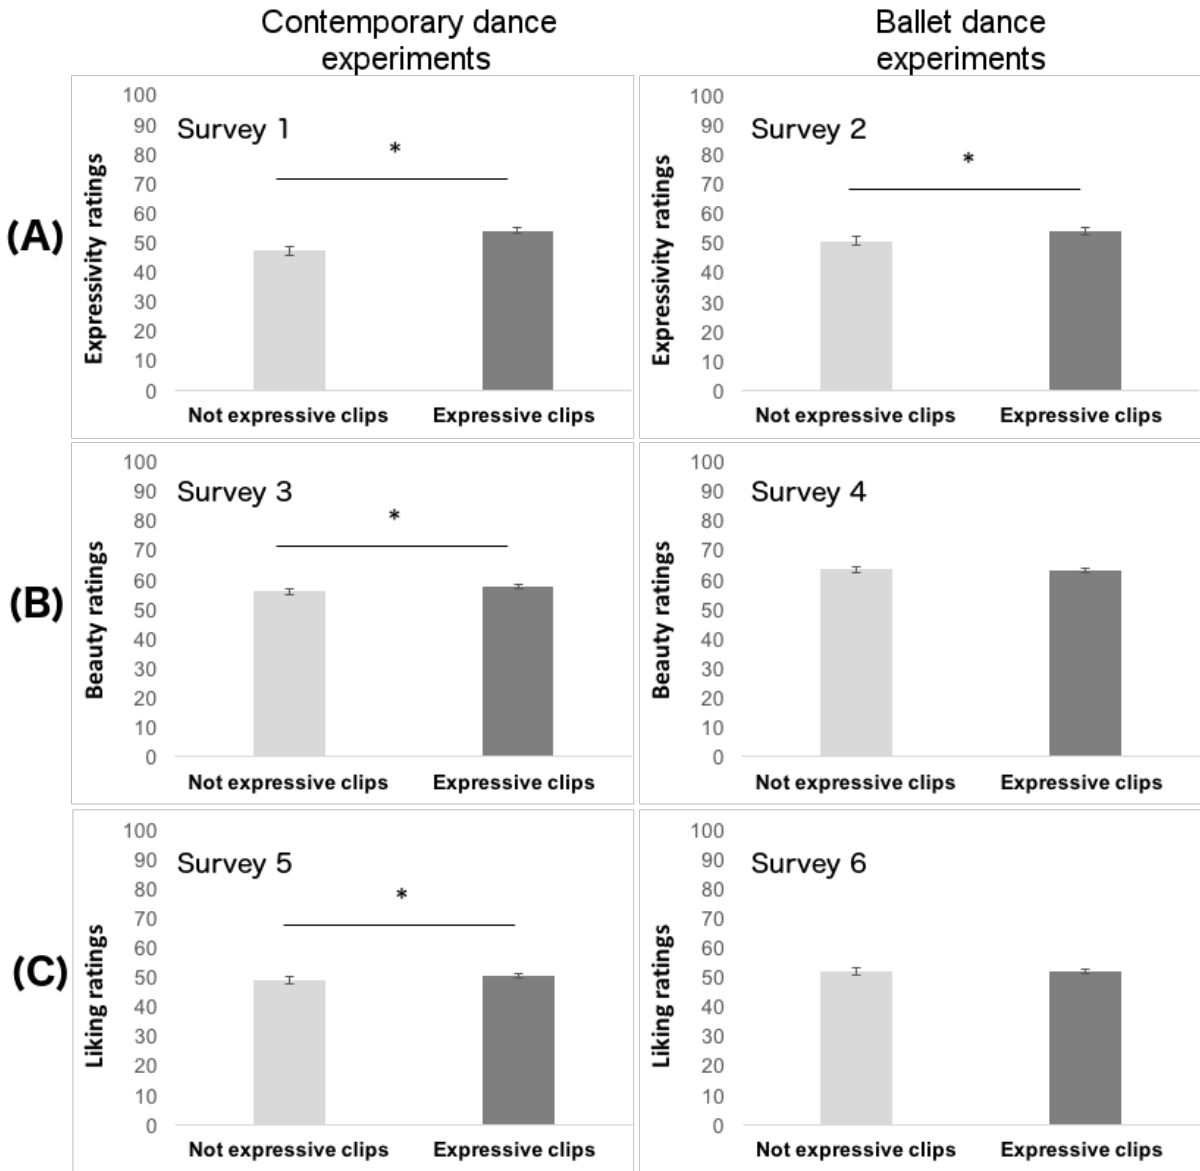 Contemporary dance
experiments
Ballet dance
experiments
(A)
Expressivity ratings
100
90
80
70
60
50
40
30
20
10
0
Survey 1
*
Not expressive clips
Expressive clips
Expressivity ratings
100
90
80
70
60
50
40
30
20
10
0
Survey 2
*
Not expressive clips
Expressive clips
(B)
Beauty ratings
100
90
80
70
60
50
40
30
20
10
0
Survey 3
*
Not expressive clips
Expressive clips
Beauty ratings
100
90
80
70
60
50
40
30
20
10
0
Survey 4
Not expressive clips
Expressive clips
(C)
Liking ratings
100
90
80
70
60
50
40
30
20
10
0
Survey 5
*
Not expressive clips
Expressive clips
Liking ratings
100
90
80
70
60
50
40
30
20
10
0
Survey 6
Not expressive clips
Expressive clips